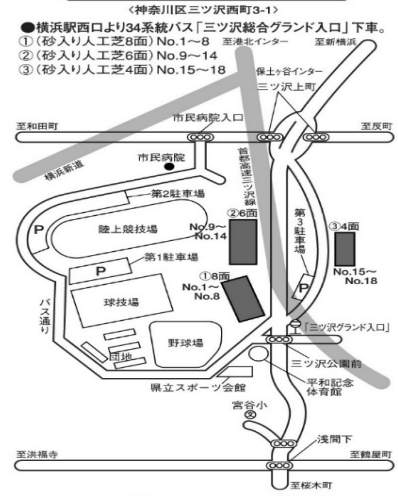 〈神奈川区三ツ沢西町3-1〉
●横浜駅西口より34系統バス「三ツ沢総合グランド入口」下車。
①(砂入り人工芝8面) No.1〜8
至港北インター
至新横浜
②(砂入り人工芝6面) No.9〜14
③(砂入り人工芝4面) No.15〜18
保土ヶ谷インター
三ツ沢上町
市民病院入口
至和田町
至反町
市民病院
横浜新道
首都高速三ツ沢線
第2駐車場
P
陸上競技場
②6面
No.9〜
No.14
第3駐車場
③4面
No.15〜
No.18
第1駐車場
P
①8面
No.1〜
No.8
P
球技場
バス通り
「三ツ沢グランド入口」
野球場
団地
三ツ沢公園前
県立スポーツ会館
平和記念
体育館
宮谷小
浅間下
至洪福寺
至鶴屋町
至桜木町